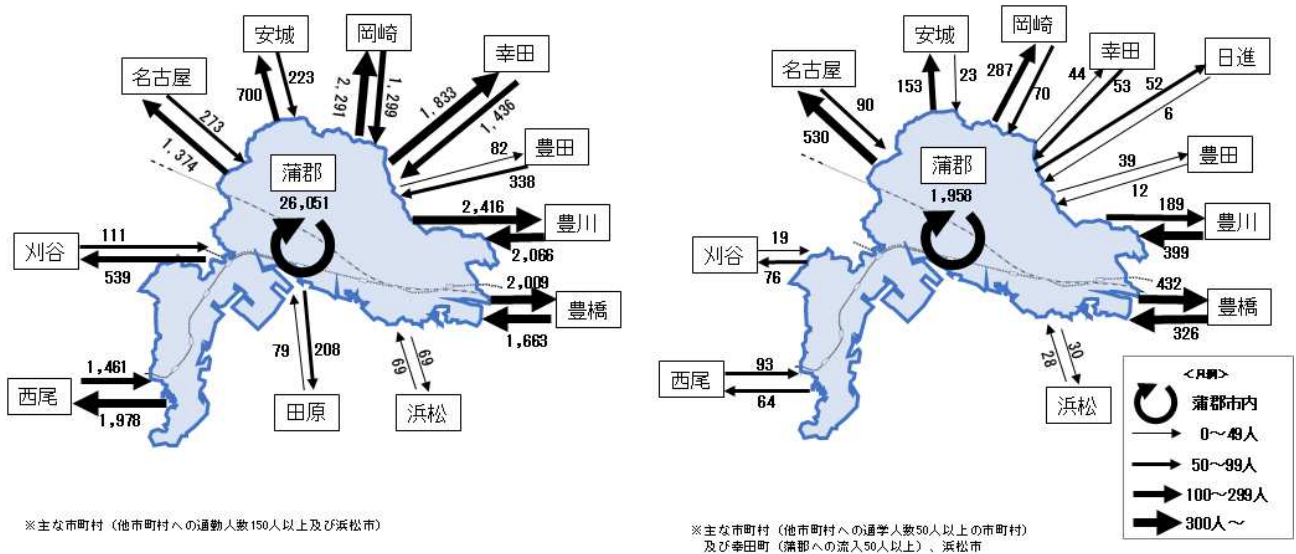 安城
岡崎
幸田
名古屋
223
700
1,299
2,291
1,833
1,436
273
1,374
82
豊田
338
蒲郡
26,051
2,416
豊川
2,066
111
刈谷
539
2,009
豊橋
1,663
79
208
69
69
1,461
西尾
1,978
田原
浜松
※主な市町村（他市町村への通勤人数150人以上及び浜松市）
岡崎
安城
幸田
日進
名古屋
153
23
287
70
44
53
52
6
90
530
39
豊田
12
蒲郡
1,958
189
豊川
399
19
刈谷
76
432
豊橋
326
30
28
93
西尾
64
浜松
＜凡例＞
蒲郡市内
0～49人
50～99人
100～299人
300人～
※主な市町村（他市町村への通学人数50人以上の市町村）
及び幸田町（蒲郡への流入50人以上）、浜松市